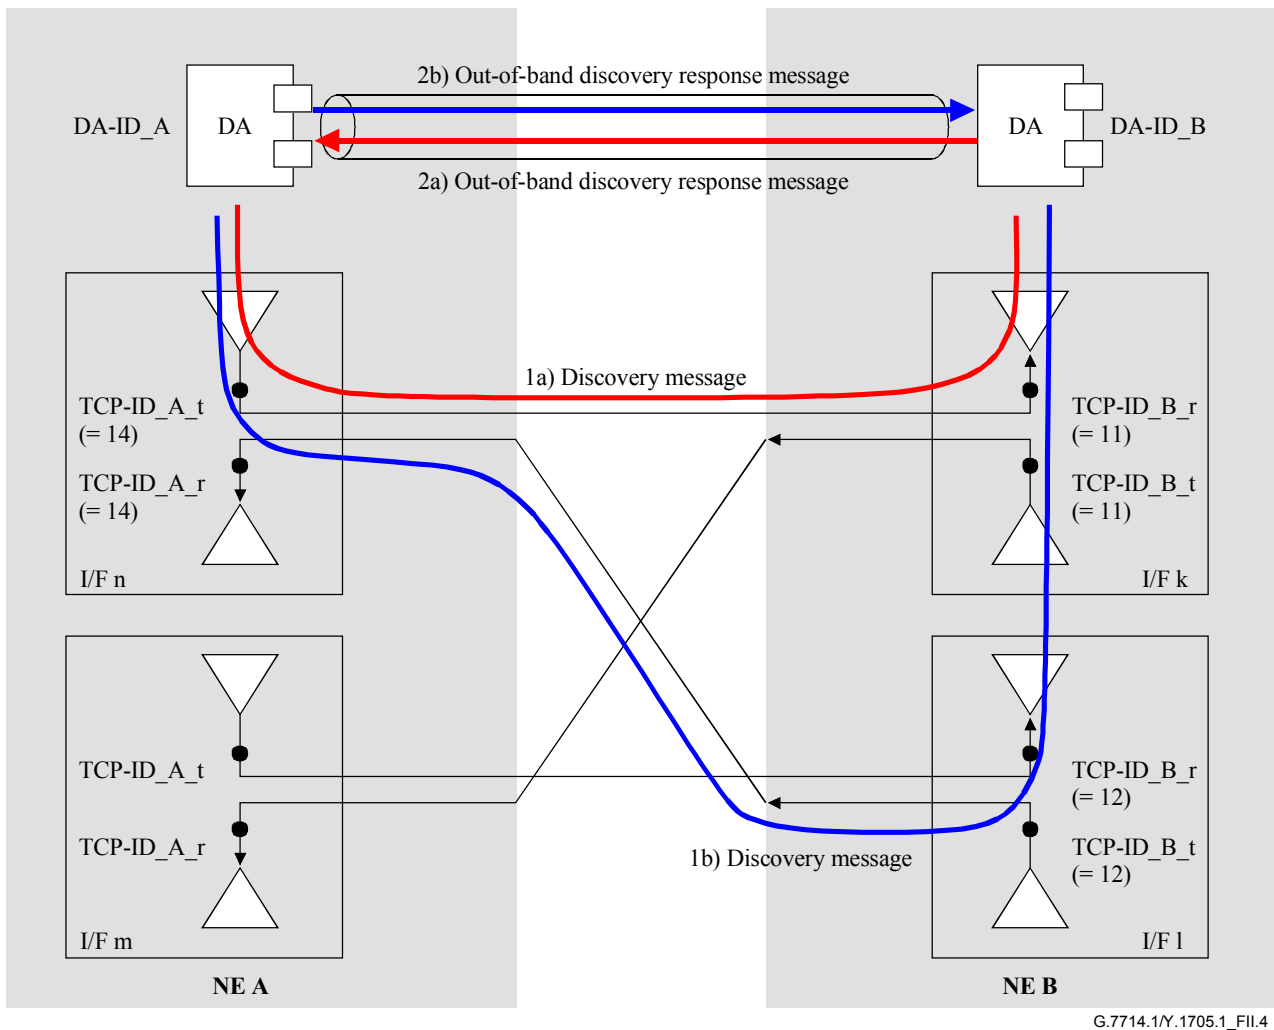 2b) Out-of-band discovery response message
DA-ID_A
DA
DA
DA-ID_B
2a) Out-of-band discovery response message
1a) Discovery message
TCP-ID_A_t
(= 14)
TCP-ID_A_r
(= 14)
I/F n
TCP-ID_B_r
(= 11)
TCP-ID_B_t
(= 11)
I/F k
TCP-ID_A_t
TCP-ID_A_r
I/F m
1b) Discovery message
TCP-ID_B_r
(= 12)
TCP-ID_B_t
(= 12)
I/F l
NE A
NE B
G.7714.1/Y.1705.1_FII.4